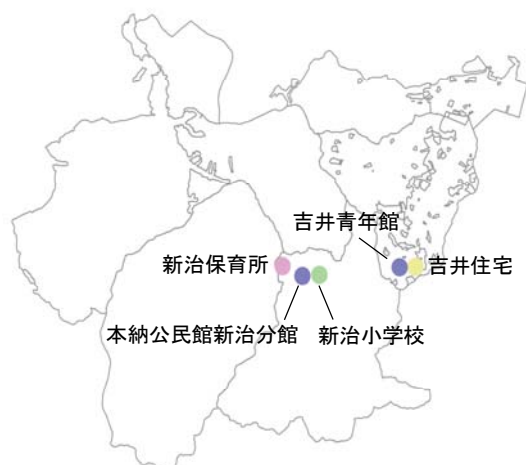 吉井青年館
新治保育所
吉井住宅
本納公民館新治分館
新治小学校